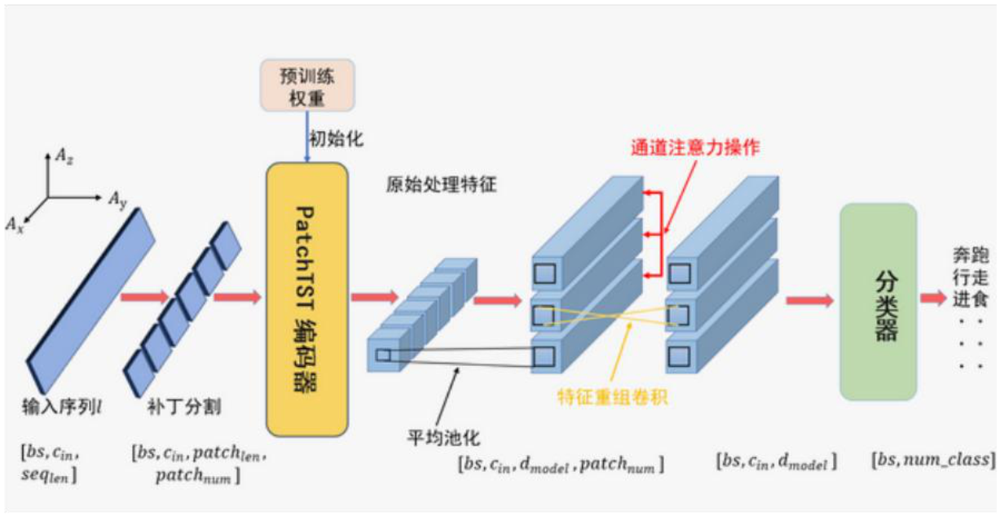 预训练
权重
初始化
A_z
A_y
A_x
PatchTST 编码器
原始处理特征
通道注意力操作
分类器
奔跑
行走
进食
. .
. .
. .
特征重组卷积
平均池化
输入序列l
补丁分割
[bs, c_in,
seq_len]
[bs, c_in, patch_len,
patch_num]
[bs, c_in, d_model, patch_num]
[bs, c_in, d_model]
[bs, num_class]